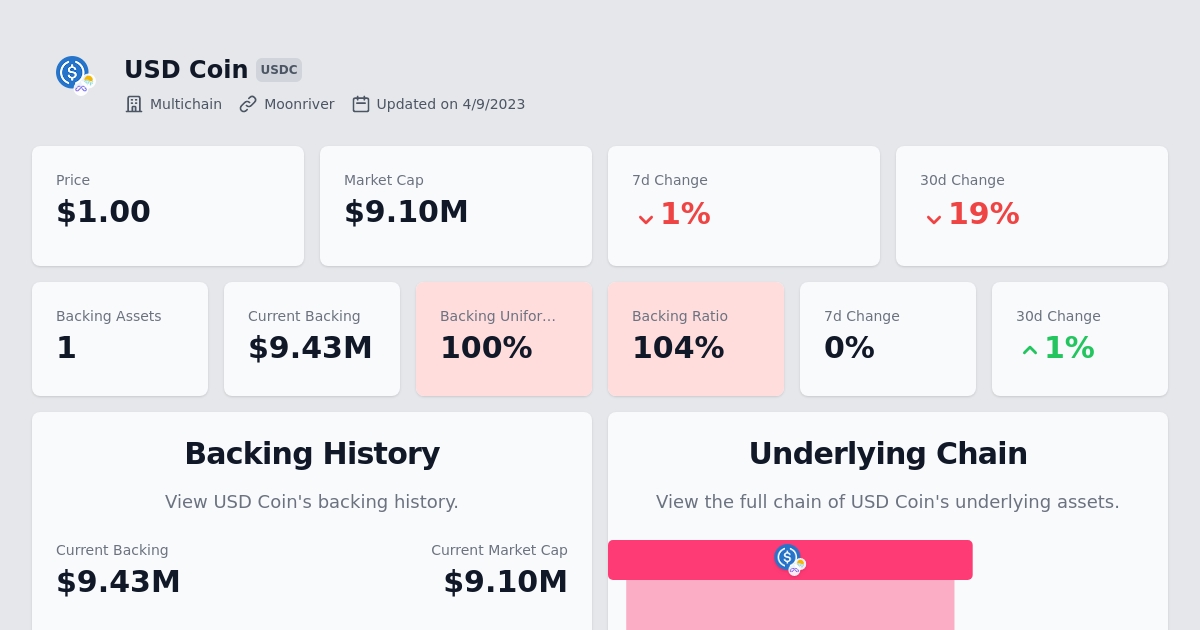 USD Coin USDC
Multichain Moonriver Updated on 4/9/2023
Price
$1.00
Market Cap
$9.10M
7d Change
1%
30d Change
19%
Backing Assets
1
Current Backing
$9.43M
Backing Unifor...
100%
Backing Ratio
104%
7d Change
0%
30d Change
1%
Backing History
View USD Coin's backing history.
Current Backing
$9.43M
Current Market Cap
$9.10M
Underlying Chain
View the full chain of USD Coin's underlying assets.